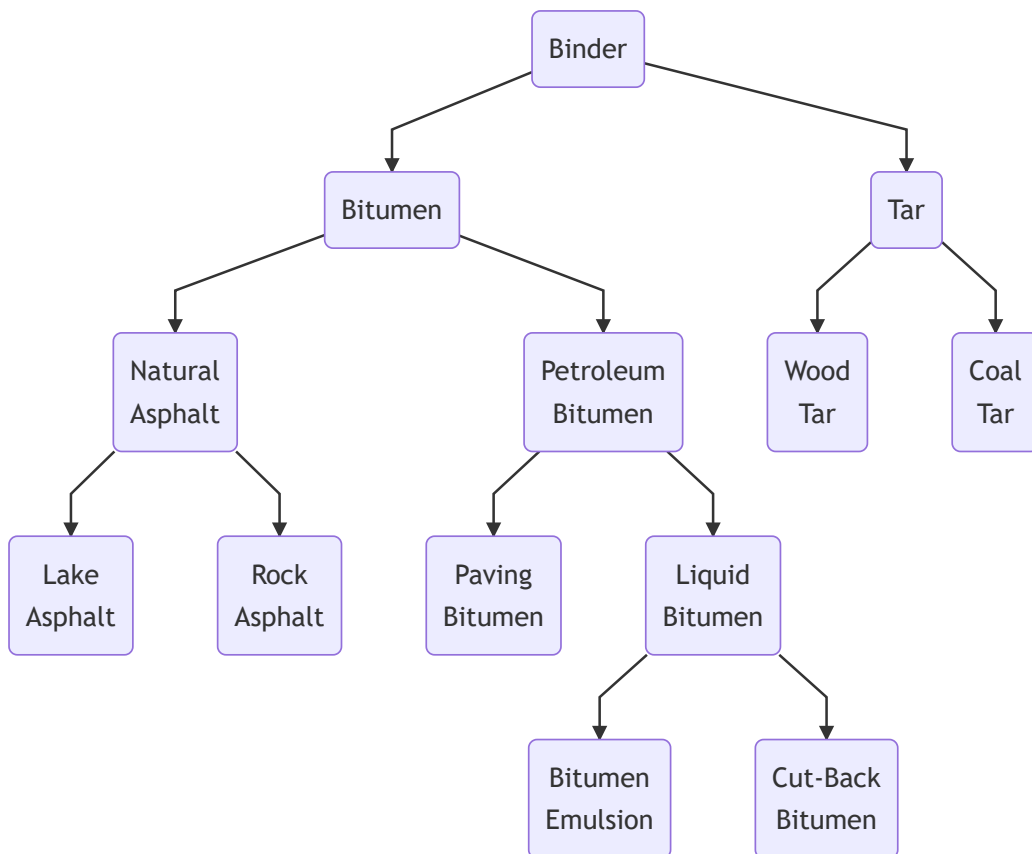 Binder
Bitumen
Tar
Natural
Asphalt
Petroleum
Bitumen
Wood
Tar
Coal
Tar
Lake
Asphalt
Rock
Asphalt
Paving
Bitumen
Liquid
Bitumen
Bitumen
Emulsion
Cut-Back
Bitumen